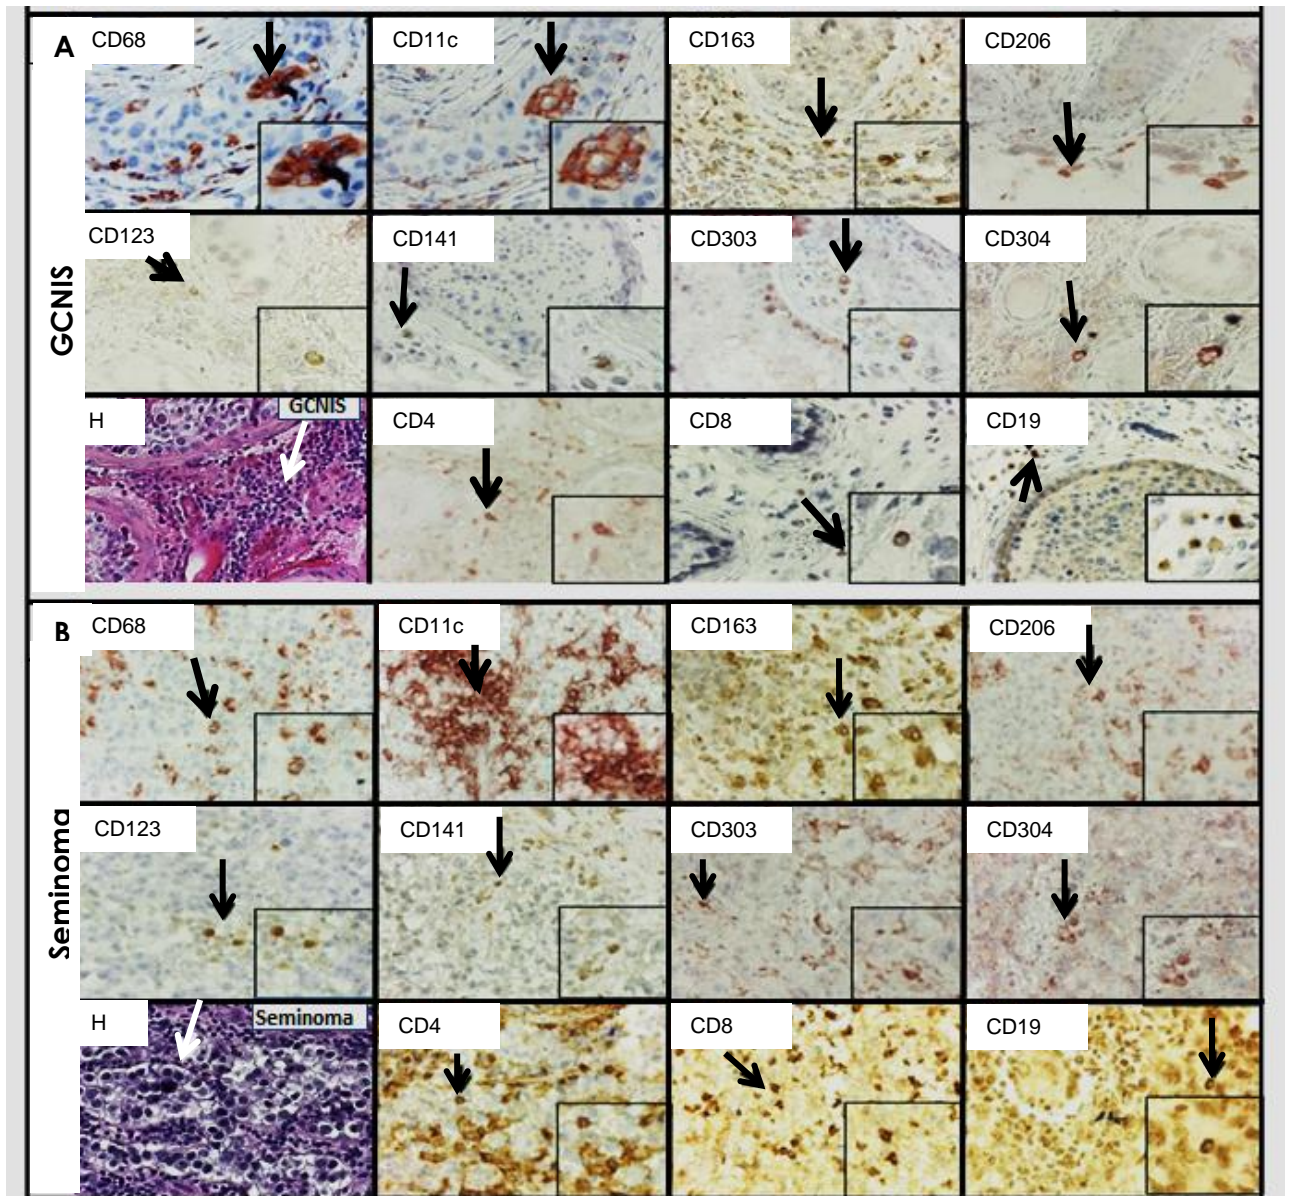 A CD68 CD11c CD163 CD206
CD123 CD141 CD303 CD304
GCNIS
H GCNIS CD4 CD8 CD19
B CD68 CD11c CD163 CD206
CD123 CD141 CD303 CD304
Seminoma
H Seminoma CD4 CD8 CD19